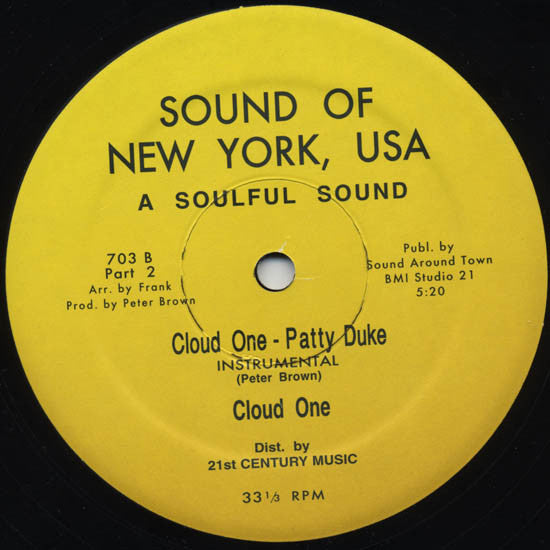 SOUND OF
NEW YORK, USA
A SOULFUL SOUND
703 B
Part 2
Arr. by Frank
Prod. by Peter Brown
Publ. by
Sound Around Town
BMI Studio 21
5:20
Cloud One - Patty Duke
INSTRUMENTAL
(Peter Brown)
Cloud One
Dist. by
21st CENTURY MUSIC
33 1/3 RPM